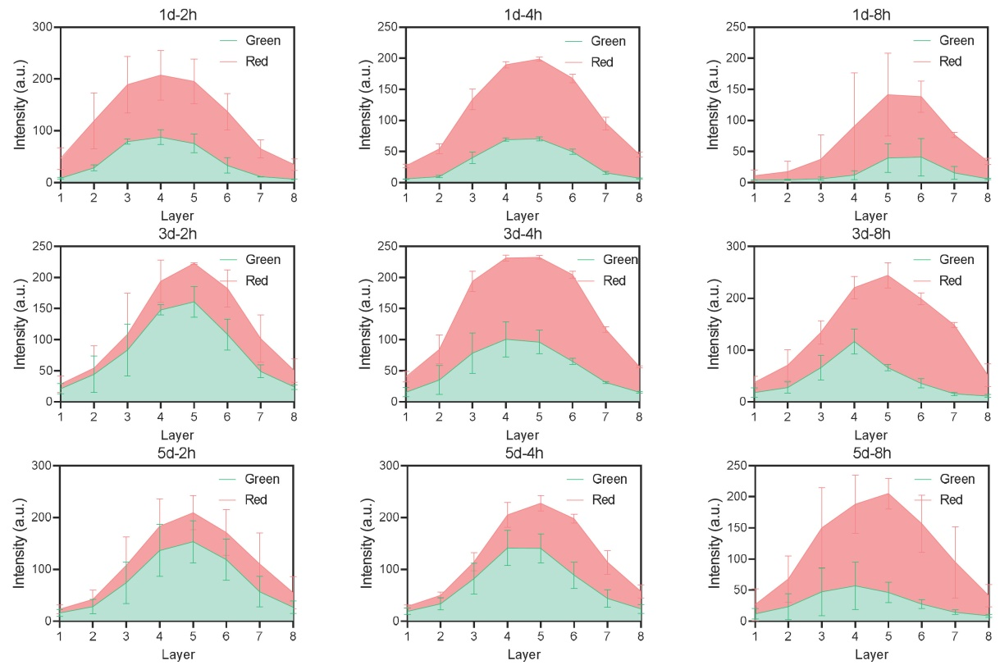 1d-2h
300
200
100
0
Intensity (a.u.)
Green
Red
1 2 3 4 5 6 7 8
Layer
1d-4h
250
200
150
100
50
0
Intensity (a.u.)
Green
Red
1 2 3 4 5 6 7 8
Layer
1d-8h
250
200
150
100
50
0
Intensity (a.u.)
Green
Red
1 2 3 4 5 6 7 8
Layer
3d-2h
250
200
150
100
50
0
Intensity (a.u.)
Green
Red
1 2 3 4 5 6 7 8
Layer
3d-4h
250
200
150
100
50
0
Intensity (a.u.)
Green
Red
1 2 3 4 5 6 7 8
Layer
3d-8h
300
200
100
0
Intensity (a.u.)
Green
Red
1 2 3 4 5 6 7 8
Layer
5d-2h
300
200
100
0
Intensity (a.u.)
Green
Red
1 2 3 4 5 6 7 8
Layer
5d-4h
300
200
100
0
Intensity (a.u.)
Green
Red
1 2 3 4 5 6 7 8
Layer
5d-8h
250
200
150
100
50
0
Intensity (a.u.)
Green
Red
1 2 3 4 5 6 7 8
Layer